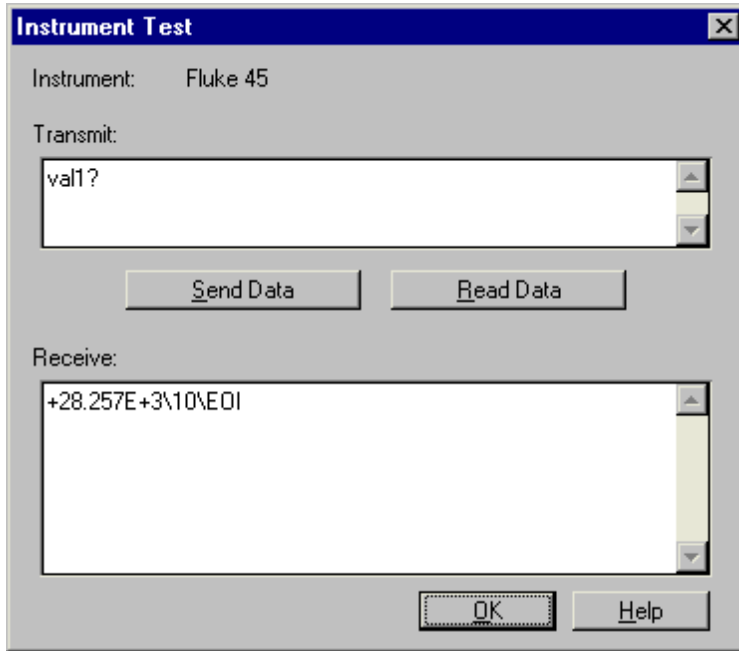 Instrument Test
Instrument: Fluke 45
Transmit:
val1?
Send Data Read Data
Receive:
+28.257E+3\10\EOI
OK Help